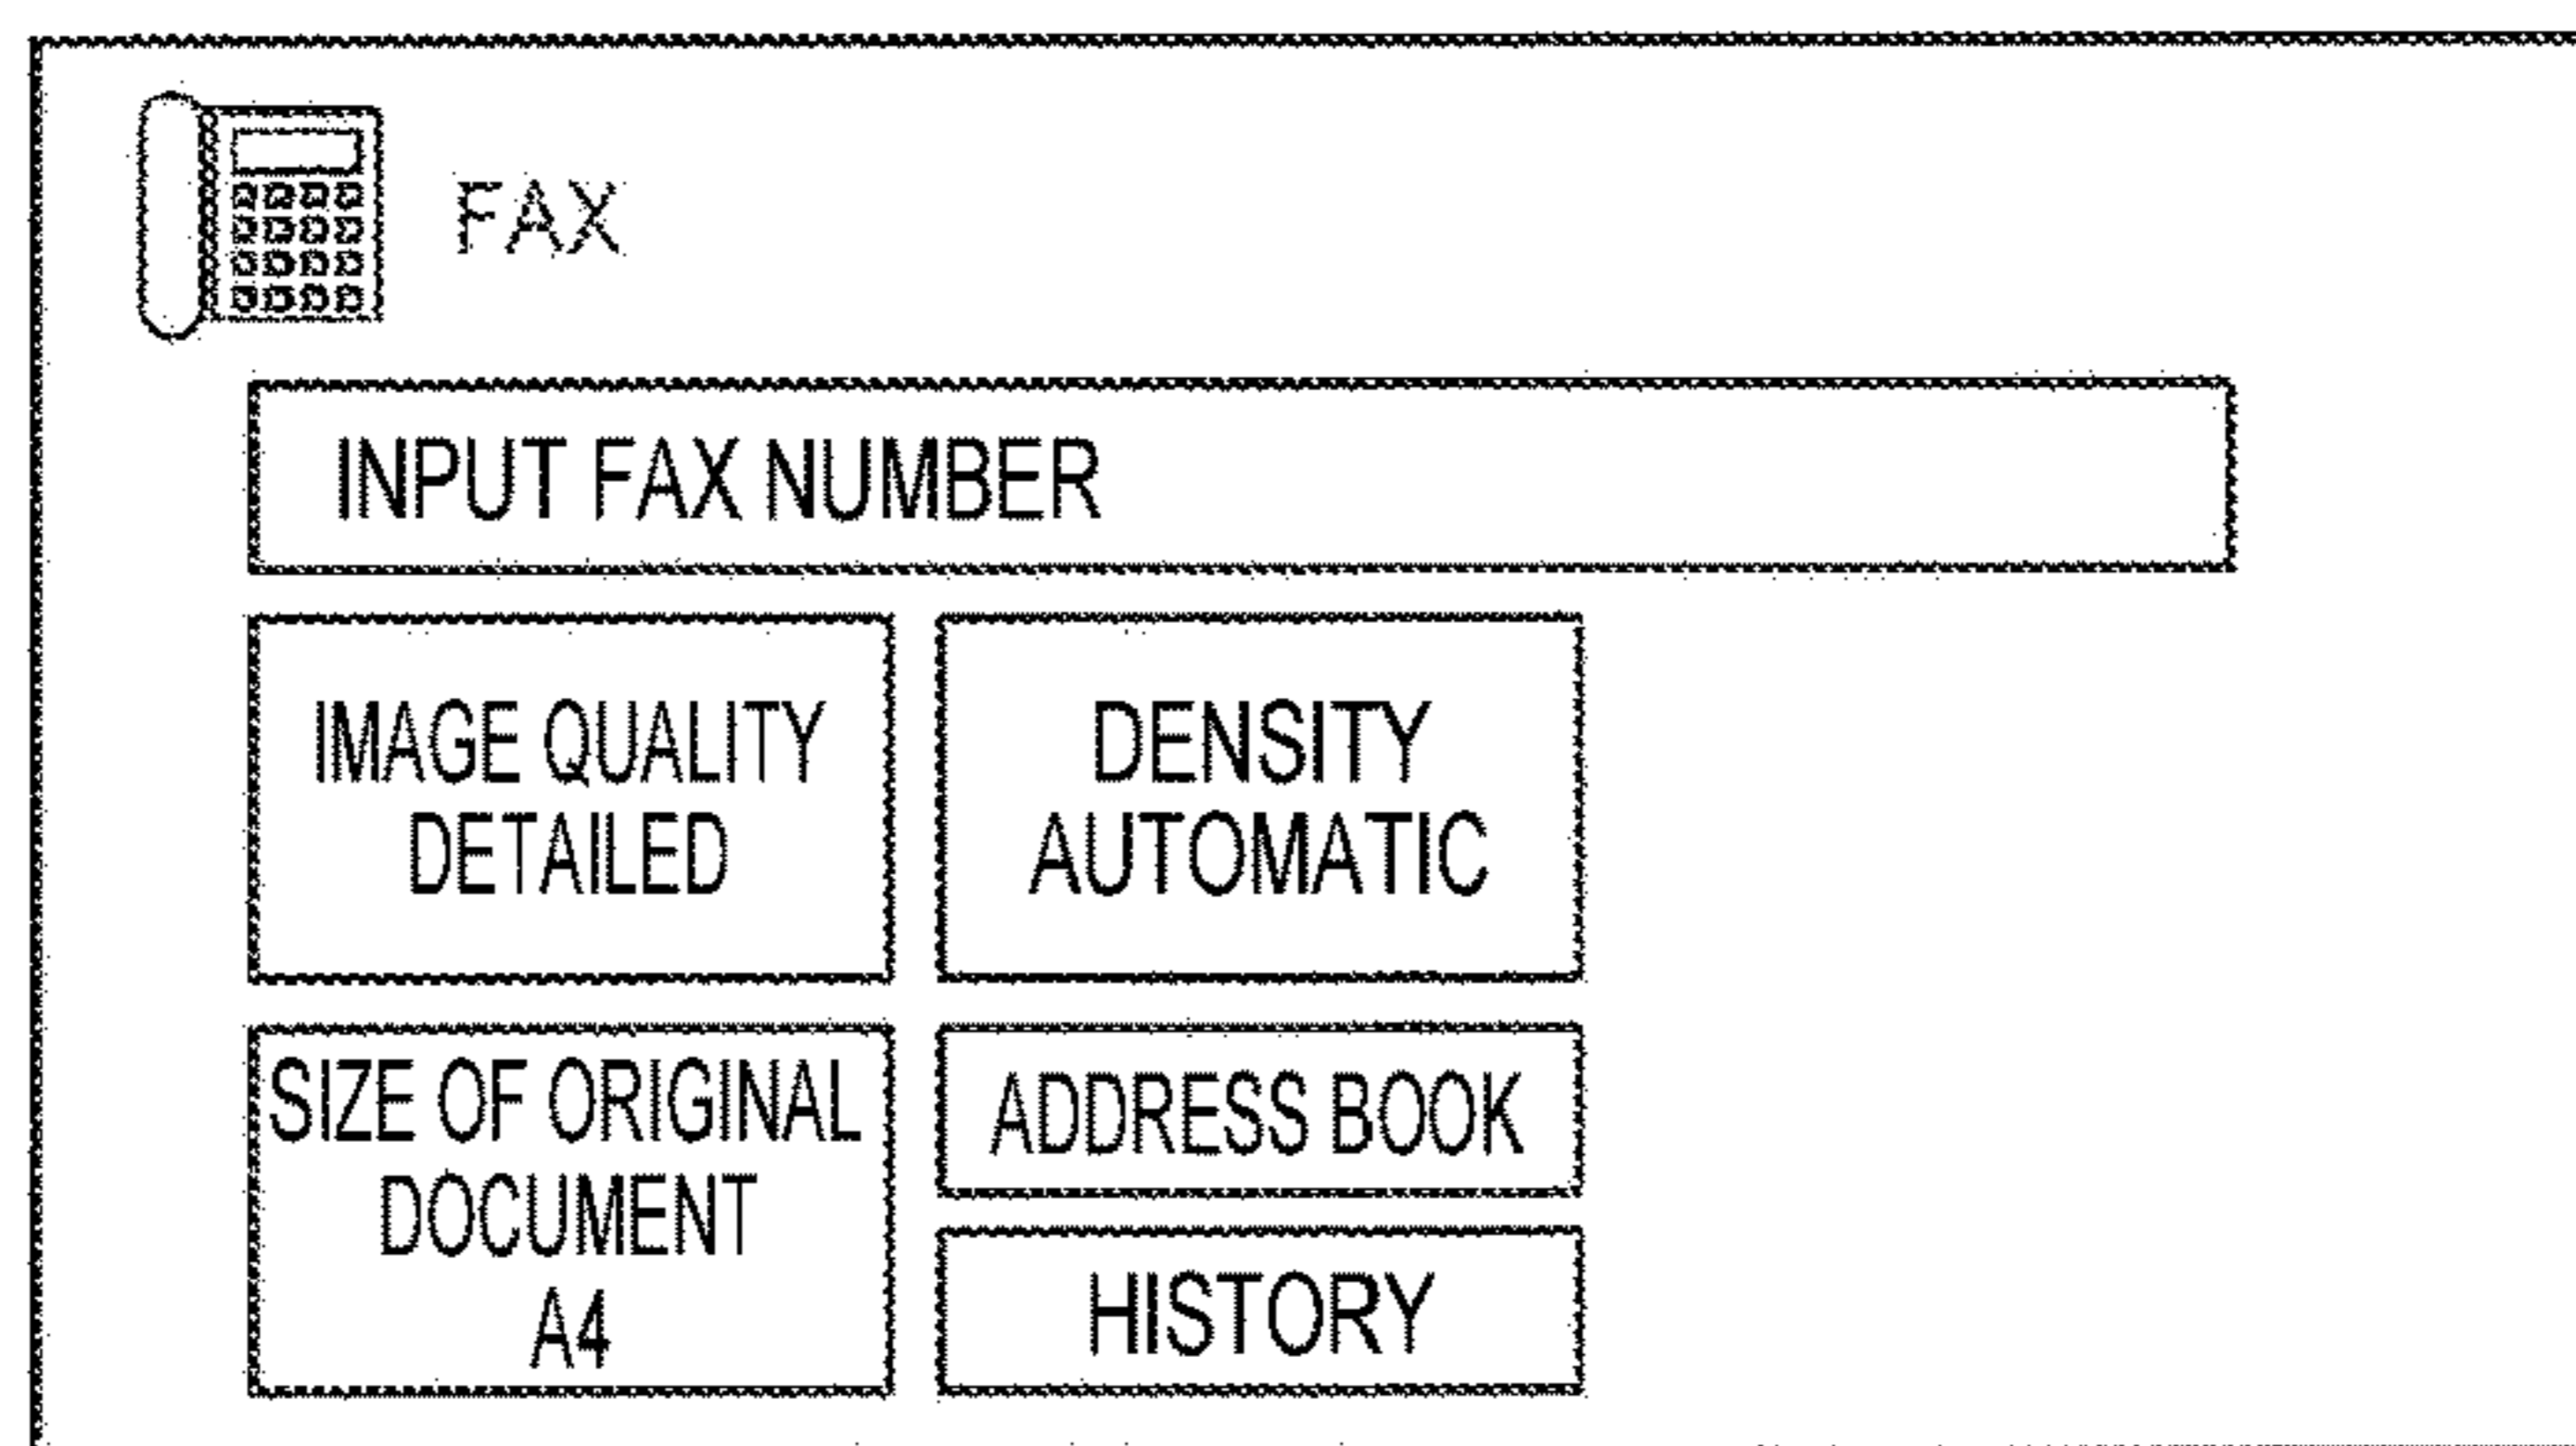 FAX
INPUT FAX NUMBER
IMAGE QUALITY
DETAILED
DENSITY
AUTOMATIC
SIZE OF ORIGINAL
DOCUMENT
A4
ADDRESS BOOK
HISTORY